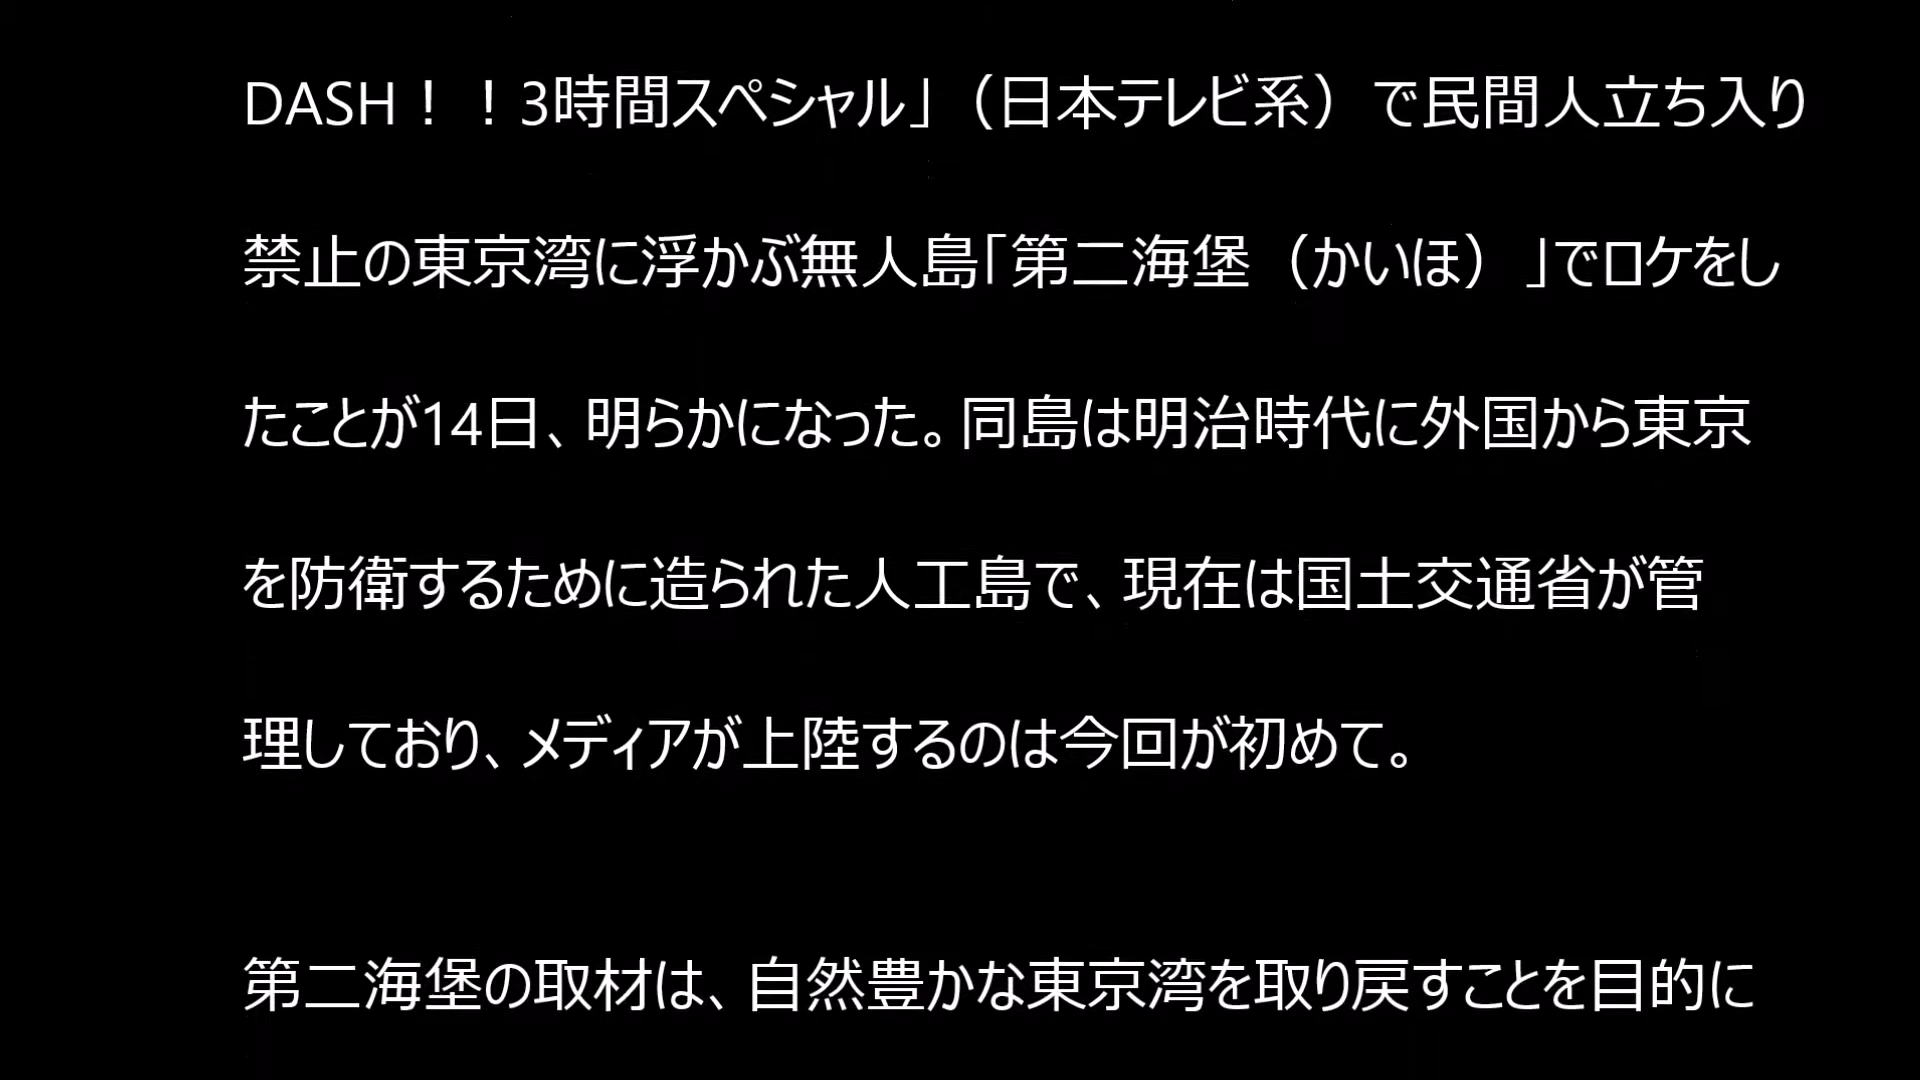 DASH！！3時間スペシャル」（日本テレビ系）で民間人立ち入り
禁止の東京湾に浮かぶ無人島「第二海堡（かいほ）」でロケをし
たことが14日、明らかになった。同島は明治時代に外国から東京
を防衛するために造られた人工島で、現在は国土交通省が管
理しており、メディアが上陸するのは今回が初めて。
第二海堡の取材は、自然豊かな東京湾を取り戻すことを目的に